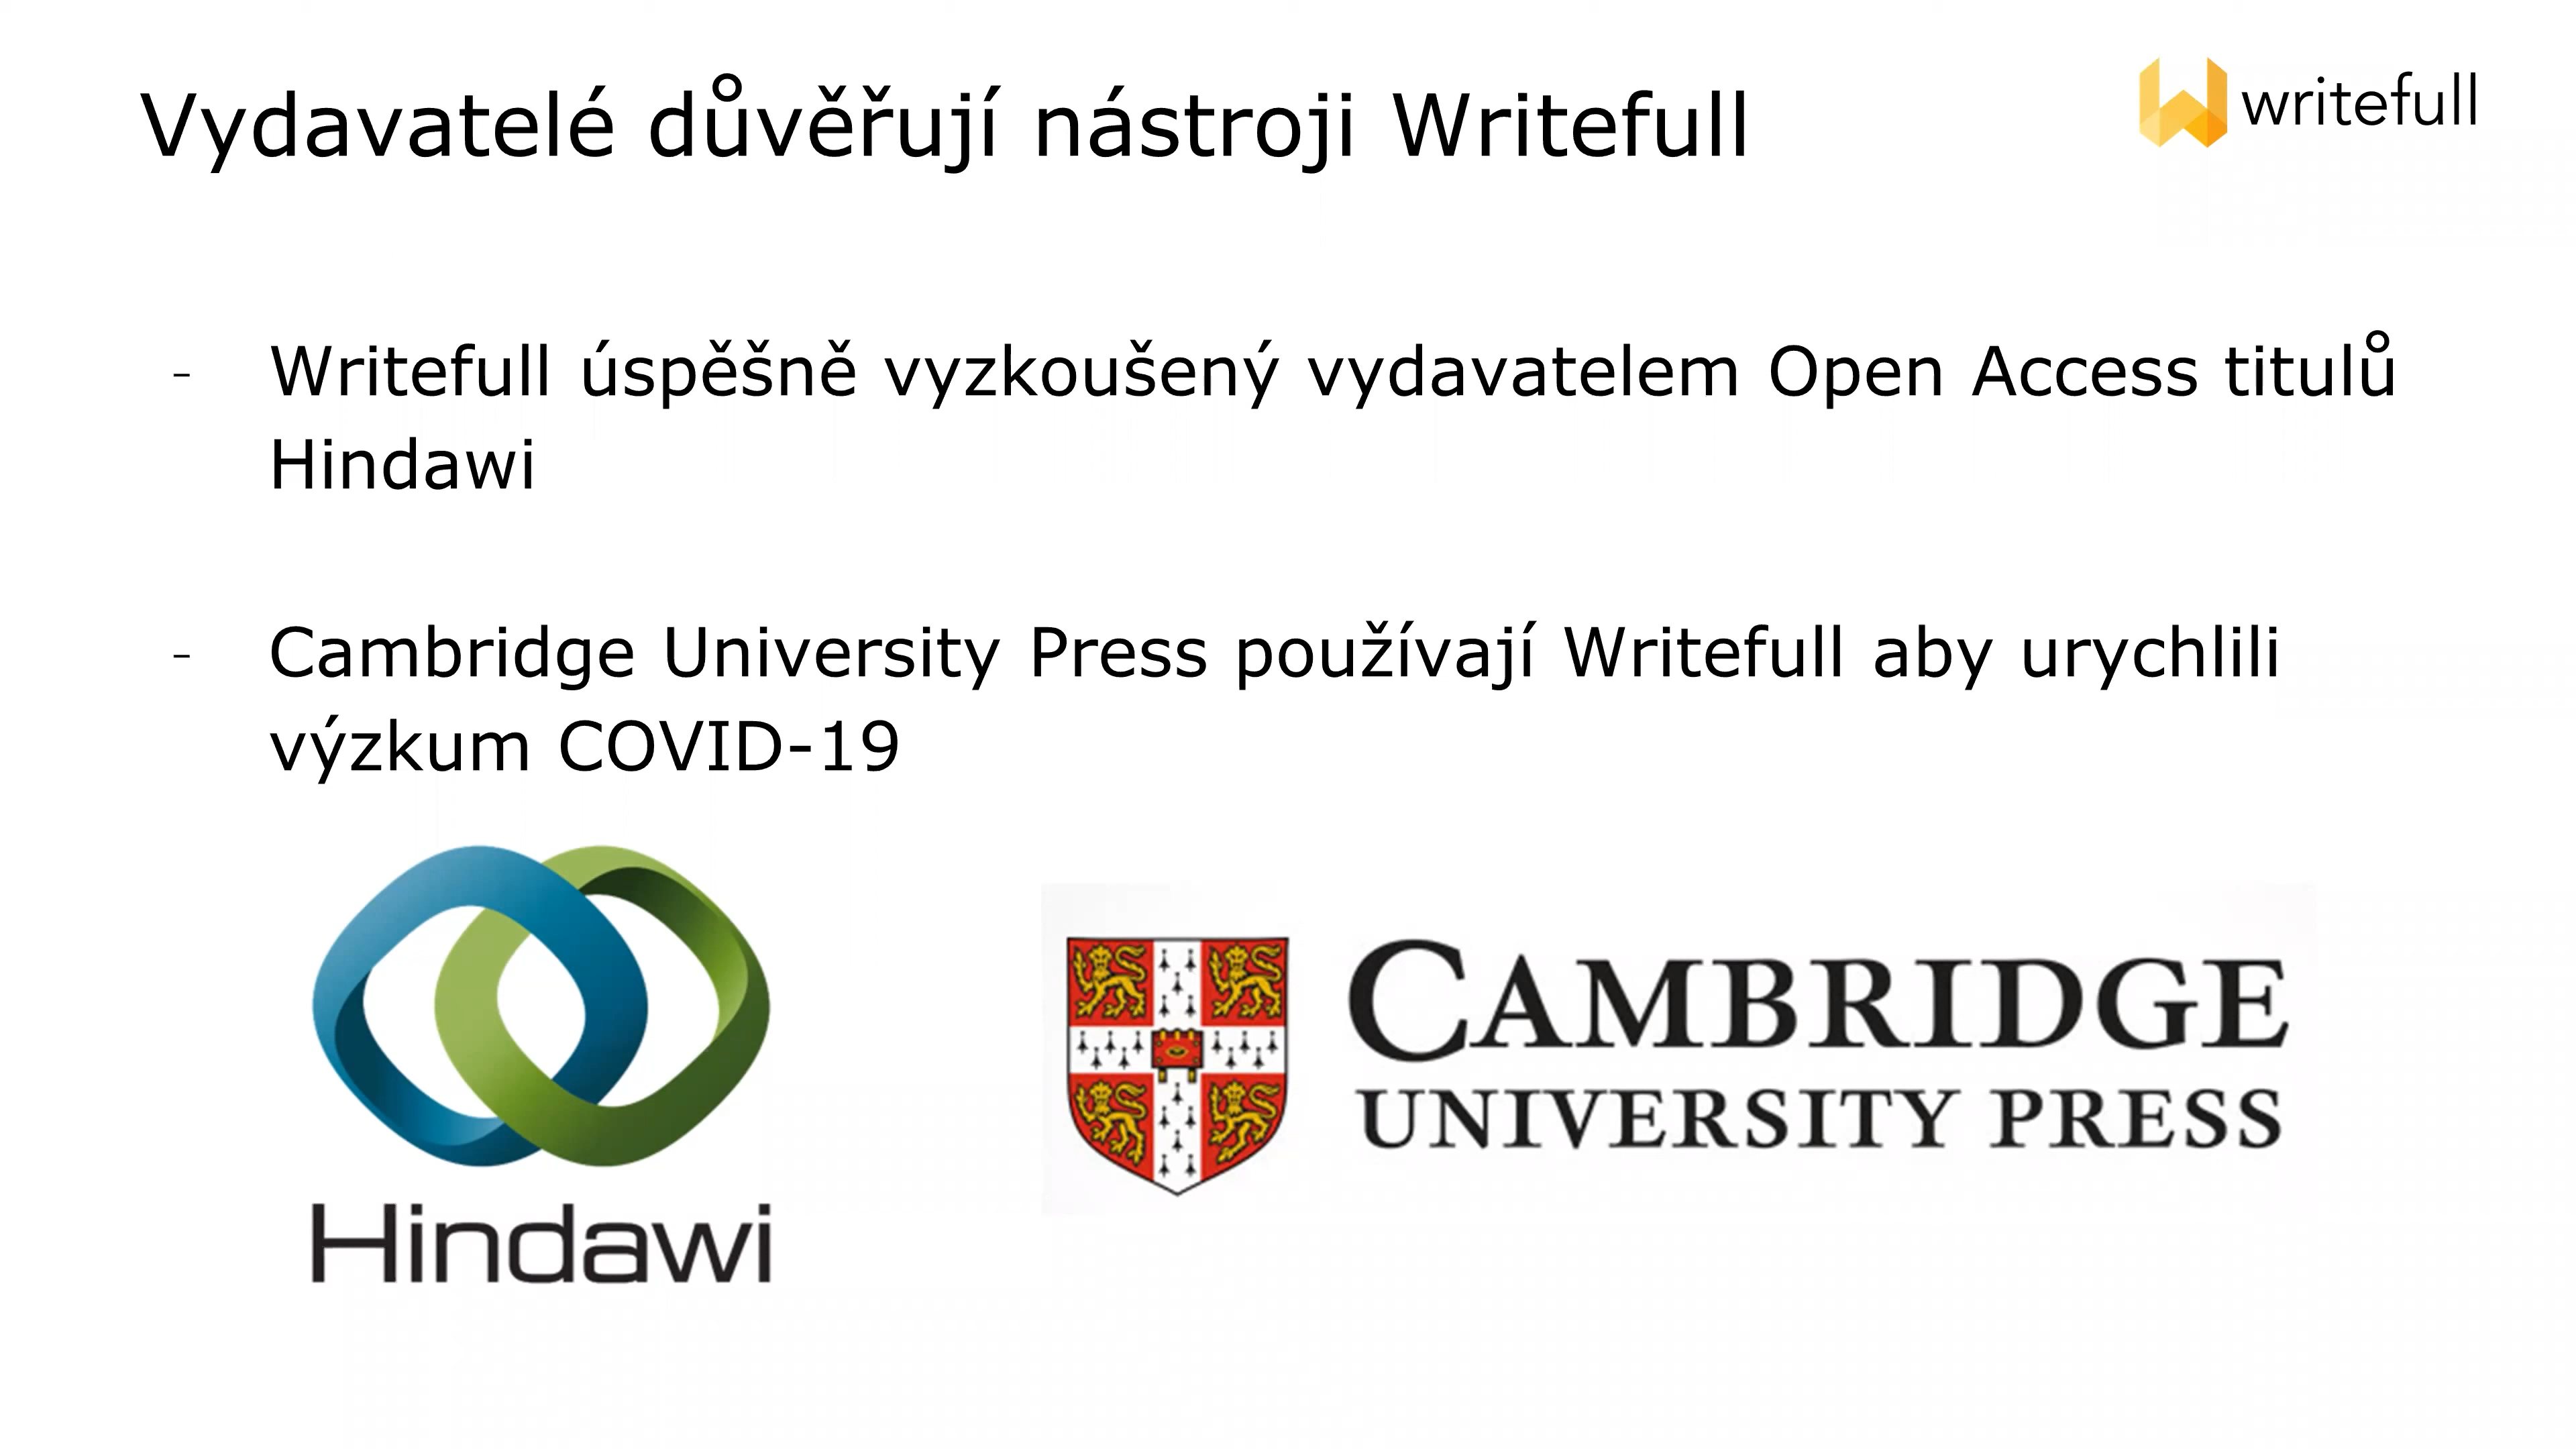 Vydavatelé důvěřují nástroji Writefull
writefull
- Writefull úspěšně vyzkoušený vydavatelem Open Access titulů
Hindawi
- Cambridge University Press používají Writefull aby urychlili
výzkum COVID-19
Hindawi
CAMBRIDGE
UNIVERSITY PRESS